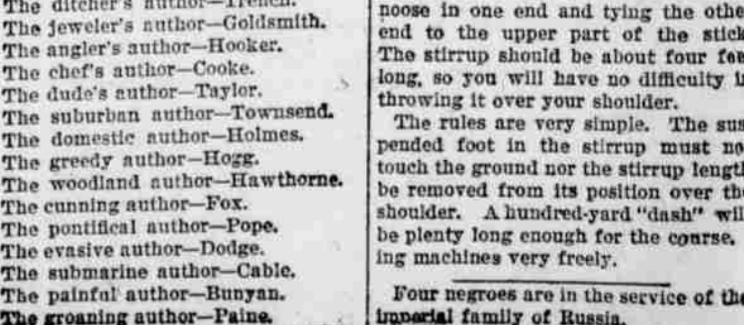 The ditcher's author—Trench.
The jeweler's author—Goldsmith.
The angler's author—Hooker.
The chef's author—Cooke.
The dude's author—Taylor.
The suburban author—Townsend.
The domestic author—Holmes.
The greedy author—Hogg.
The woodland author—Hawthorne.
The cunning author—Fox.
The pontifical author—Pope.
The evasive author—Dodge.
The submarine author—Cable.
The painful author—Bunyan.
The groaning author—Paine.
noose in one end and tying the othe
end to the upper part of the stick
The stirrup should be about four fee
long, so you will have no difficulty i
throwing it over your shoulder.
The rules are very simple. The sus
pended foot in the stirrup must no
touch the ground nor the stirrup lengt
be removed from its position over th
shoulder. A hundred-yard "dash" wil
be plenty long enough for the course.
ing machines very freely.
Four negroes are in the service of the
imperial family of Russia.